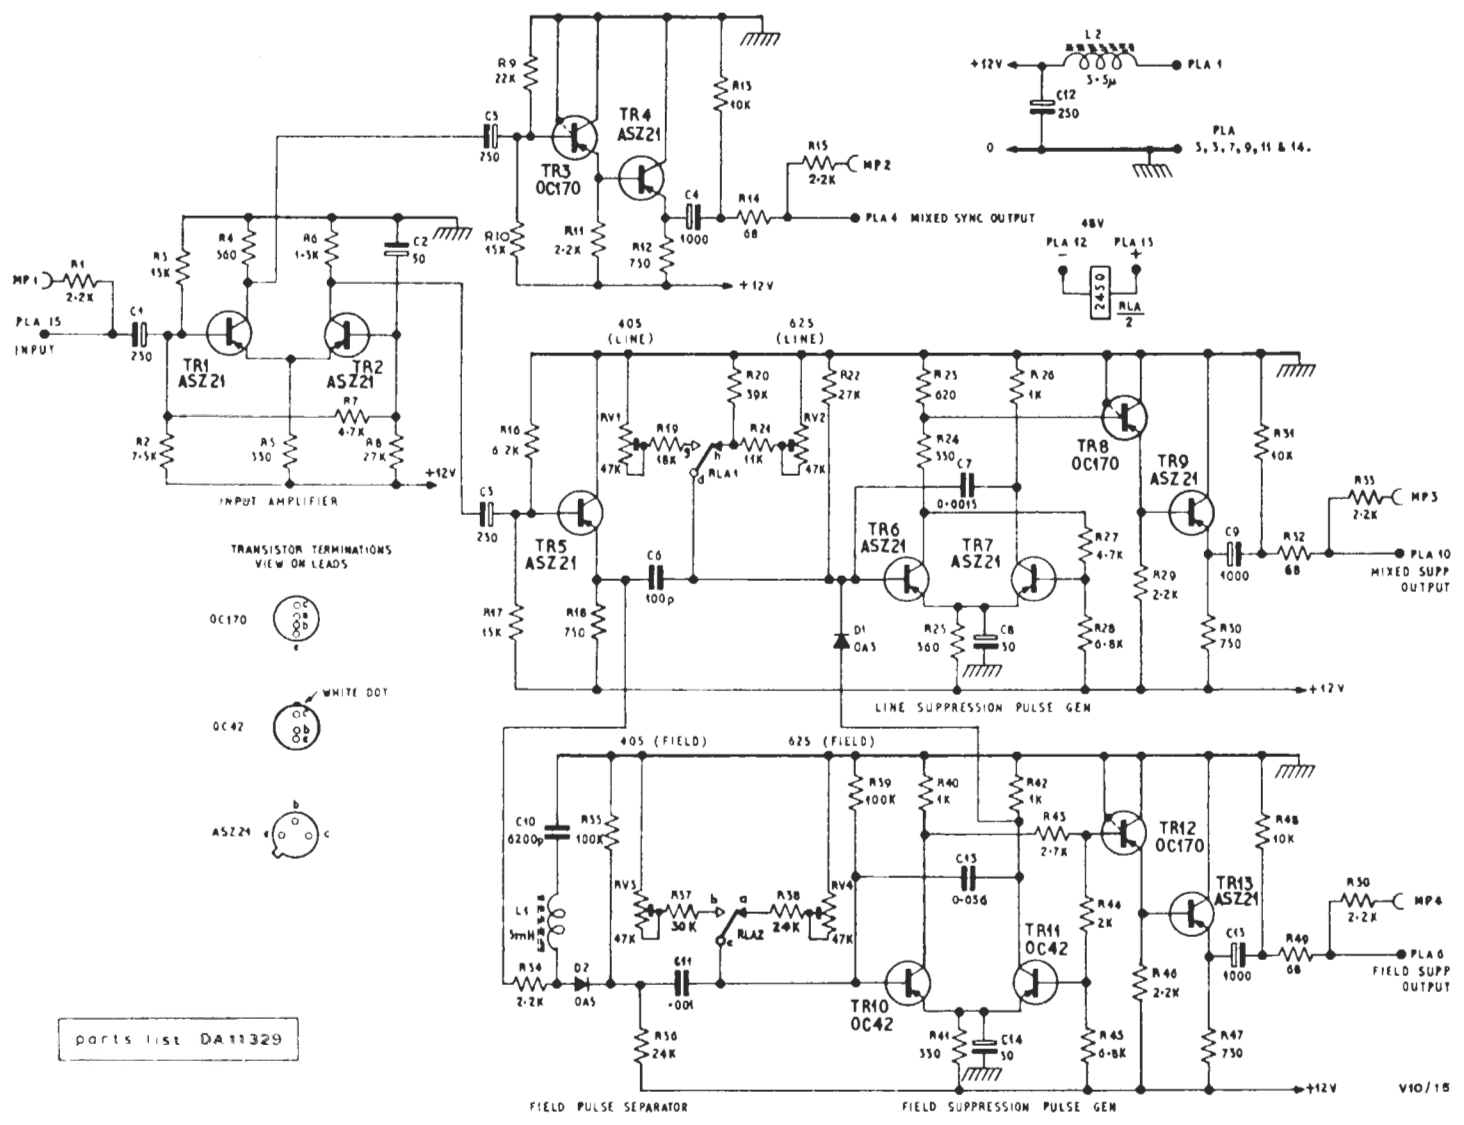 R9
22K
C3
250
TR3
OC170
TR4
ASZ21
R13
10K
R15
2·2K
MP2
C4
1000
R14
68
PLA 4 MIXED SYNC OUTPUT
R10
15K
R11
2·2K
R12
750
+12V
L2
+12V
PLA 1
3·5µ
C12
250
0
PLA
3, 5, 7, 9, 11 & 14.
48V
PLA 12
PLA 13
-
+
2450
RLA
2
MP1
R1
2·2K
PLA 15
INPUT
C1
250
R3
15K
R4
560
R6
1·5K
C2
50
TR1
ASZ21
TR2
ASZ21
R7
4·7K
R2
7·5K
R5
330
R8
27K
+12V
INPUT AMPLIFIER
TRANSISTOR TERMINATIONS
VIEW ON LEADS
OC170
c
s
b
e
WHITE DOT
OC42
c
b
e
ASZ21
b
e
c
parts list DA11329
405
(LINE)
625
(LINE)
R16
6.2K
C5
250
TR5
ASZ21
R17
15K
R18
750
RV1
47K
R19
18K
g
h
d
RLA1
R20
39K
R21
11K
RV2
47K
R22
27K
C6
100p
D1
OA5
R23
620
R24
330
C7
0·0015
R26
1K
TR6
ASZ21
TR7
ASZ21
R27
4·7K
R25
360
C8
50
R28
6·8K
TR8
OC170
TR9
ASZ21
R29
2·2K
R30
750
C9
1000
R31
10K
R32
68
R33
2·2K
MP3
PLA 10
MIXED SUPP
OUTPUT
+12V
LINE SUPPRESSION PULSE GEN
405 (FIELD)
625 (FIELD)
C10
6200p
R35
100K
L1
5mH
R34
2·2K
D2
OA5
RV3
47K
R37
30K
b
a
c
RLA2
R38
24K
RV4
47K
C11
·001
R36
24K
R39
100K
R40
1K
R42
1K
R43
2·7K
C13
0·056
TR10
OC42
TR11
OC42
R44
2K
R41
330
C14
50
R45
6·8K
TR12
OC170
TR13
ASZ21
R46
2·2K
R47
750
C15
1000
R48
10K
R49
68
R50
2·2K
MP4
PLA 6
FIELD SUPP
OUTPUT
+12V
V10/15
FIELD PULSE SEPARATOR
FIELD SUPPRESSION PULSE GEN